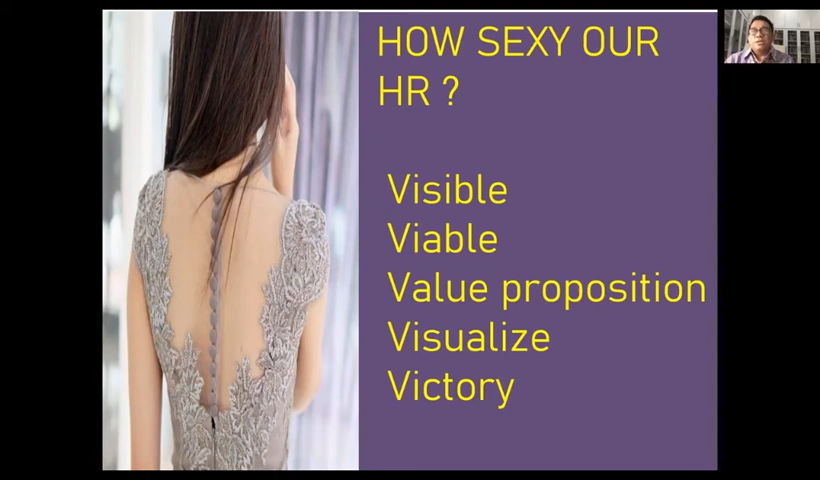 HOW SEXY OUR
HR ?
Visible
Viable
Value proposition
Visualize
Victory